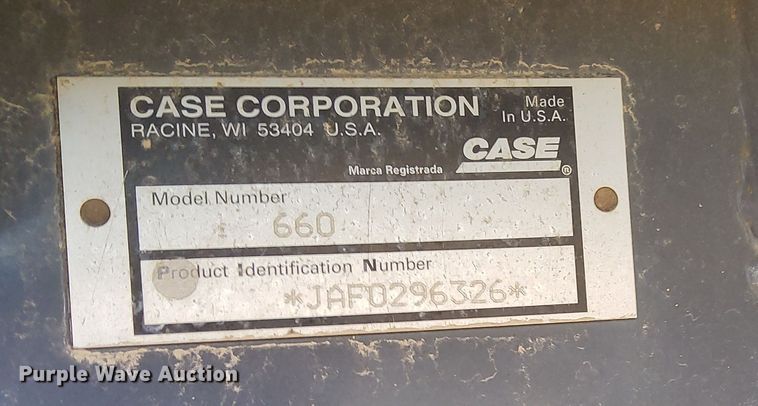 CASE CORPORATION
RACINE, WI 53404 U.S.A.
Made
In U.S.A.
Marca Registrada
CASE®
Model Number
660
Product Identification Number
*JAF0296326*
Purple Wave Auction